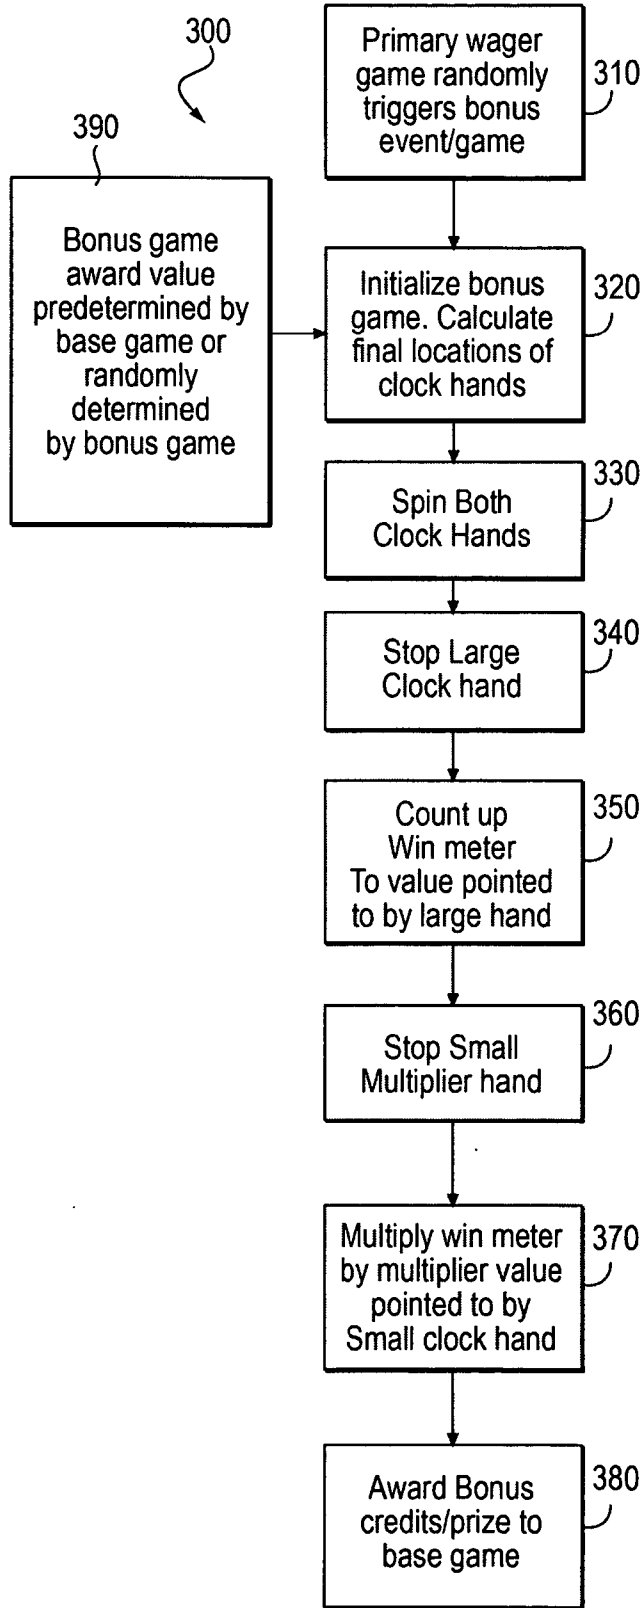 300
Primary wager
game randomly
triggers bonus
event/game
310
390
Bonus game
award value
predetermined by
base game or
randomly
determined
by bonus game
Initialize bonus
game. Calculate
final locations of
clock hands
320
Spin Both
Clock Hands
330
Stop Large
Clock hand
340
Count up
Win meter
To value pointed
to by large hand
350
Stop Small
Multiplier hand
360
Multiply win meter
by multiplier value
pointed to by
Small clock hand
370
Award Bonus
credits/prize to
base game
380